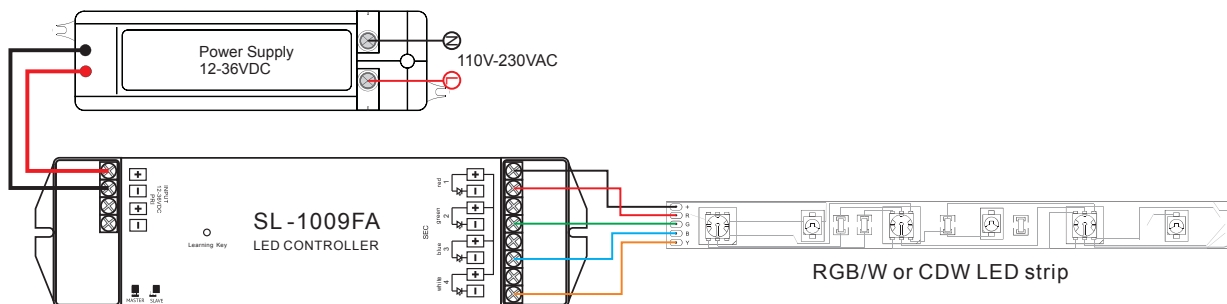 Power Supply
12-36VDC
N
L
110V-230VAC
+
-
+
-
INPUT
12-36VDC
PRI
SL-1009FA
LED CONTROLLER
Learning Key
MASTER
SLAVE
SEC
red
1
+
-
green
2
+
-
blue
3
+
-
white
4
+
-
+
R
G
B
Y
RGB/W or CDW LED strip